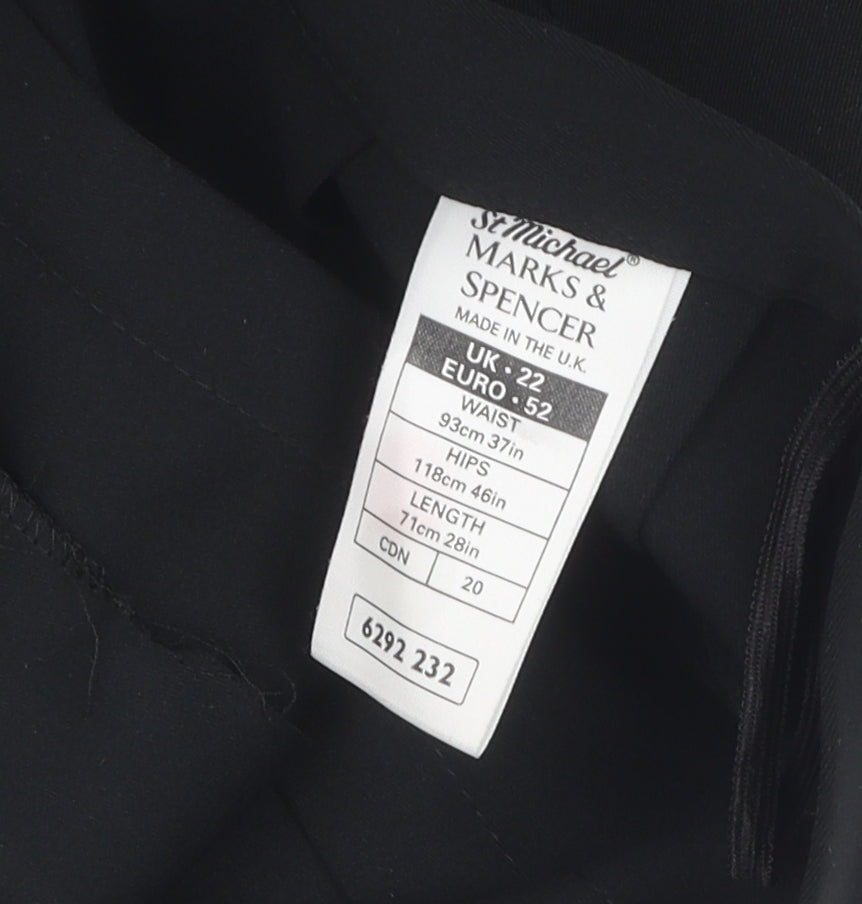 St Michael®
MARKS &
SPENCER
MADE IN THE U.K.
UK · 22
EURO · 52
WAIST
93cm 37in
HIPS
118cm 46in
LENGTH
71cm 28in
CDN 20
6292 232